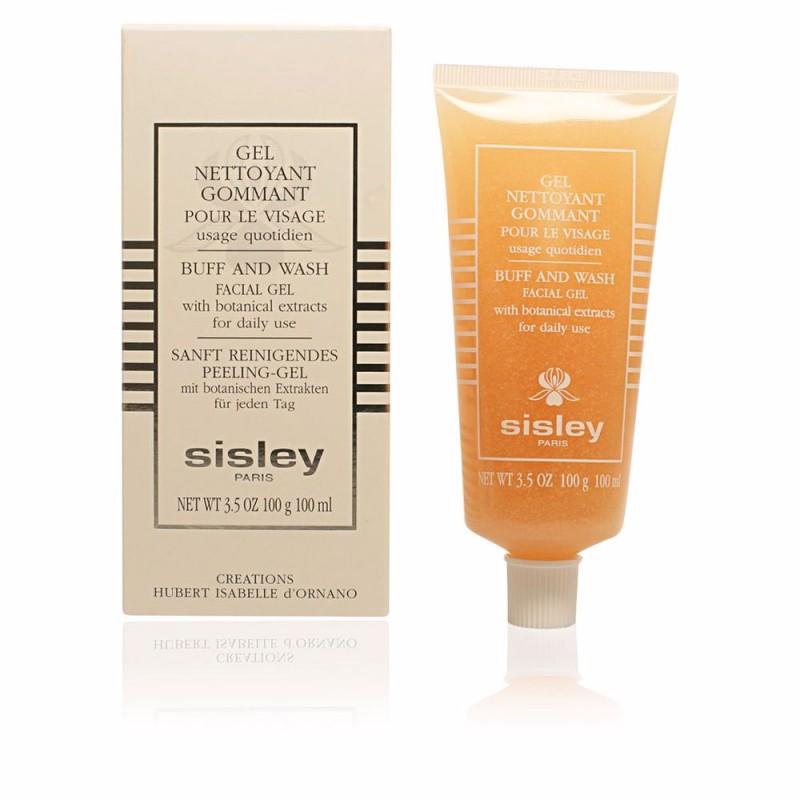 GEL
NETTOYANT
GOMMANT
POUR LE VISAGE
usage quotidien
BUFF AND WASH
FACIAL GEL
with botanical extracts
for daily use
SANFT REINIGENDES
PEELING-GEL
mit botanischen Extrakten
für jeden Tag
sisley
PARIS
NET WT 3.5 OZ 100 g 100 ml
CREATIONS
HUBERT ISABELLE d'ORNANO
GEL
NETTOYANT
GOMMANT
POUR LE VISAGE
usage quotidien
BUFF AND WASH
FACIAL GEL
with botanical extracts
for daily use
sisley
PARIS
NET WT 3.5 OZ 100 g 100 ml